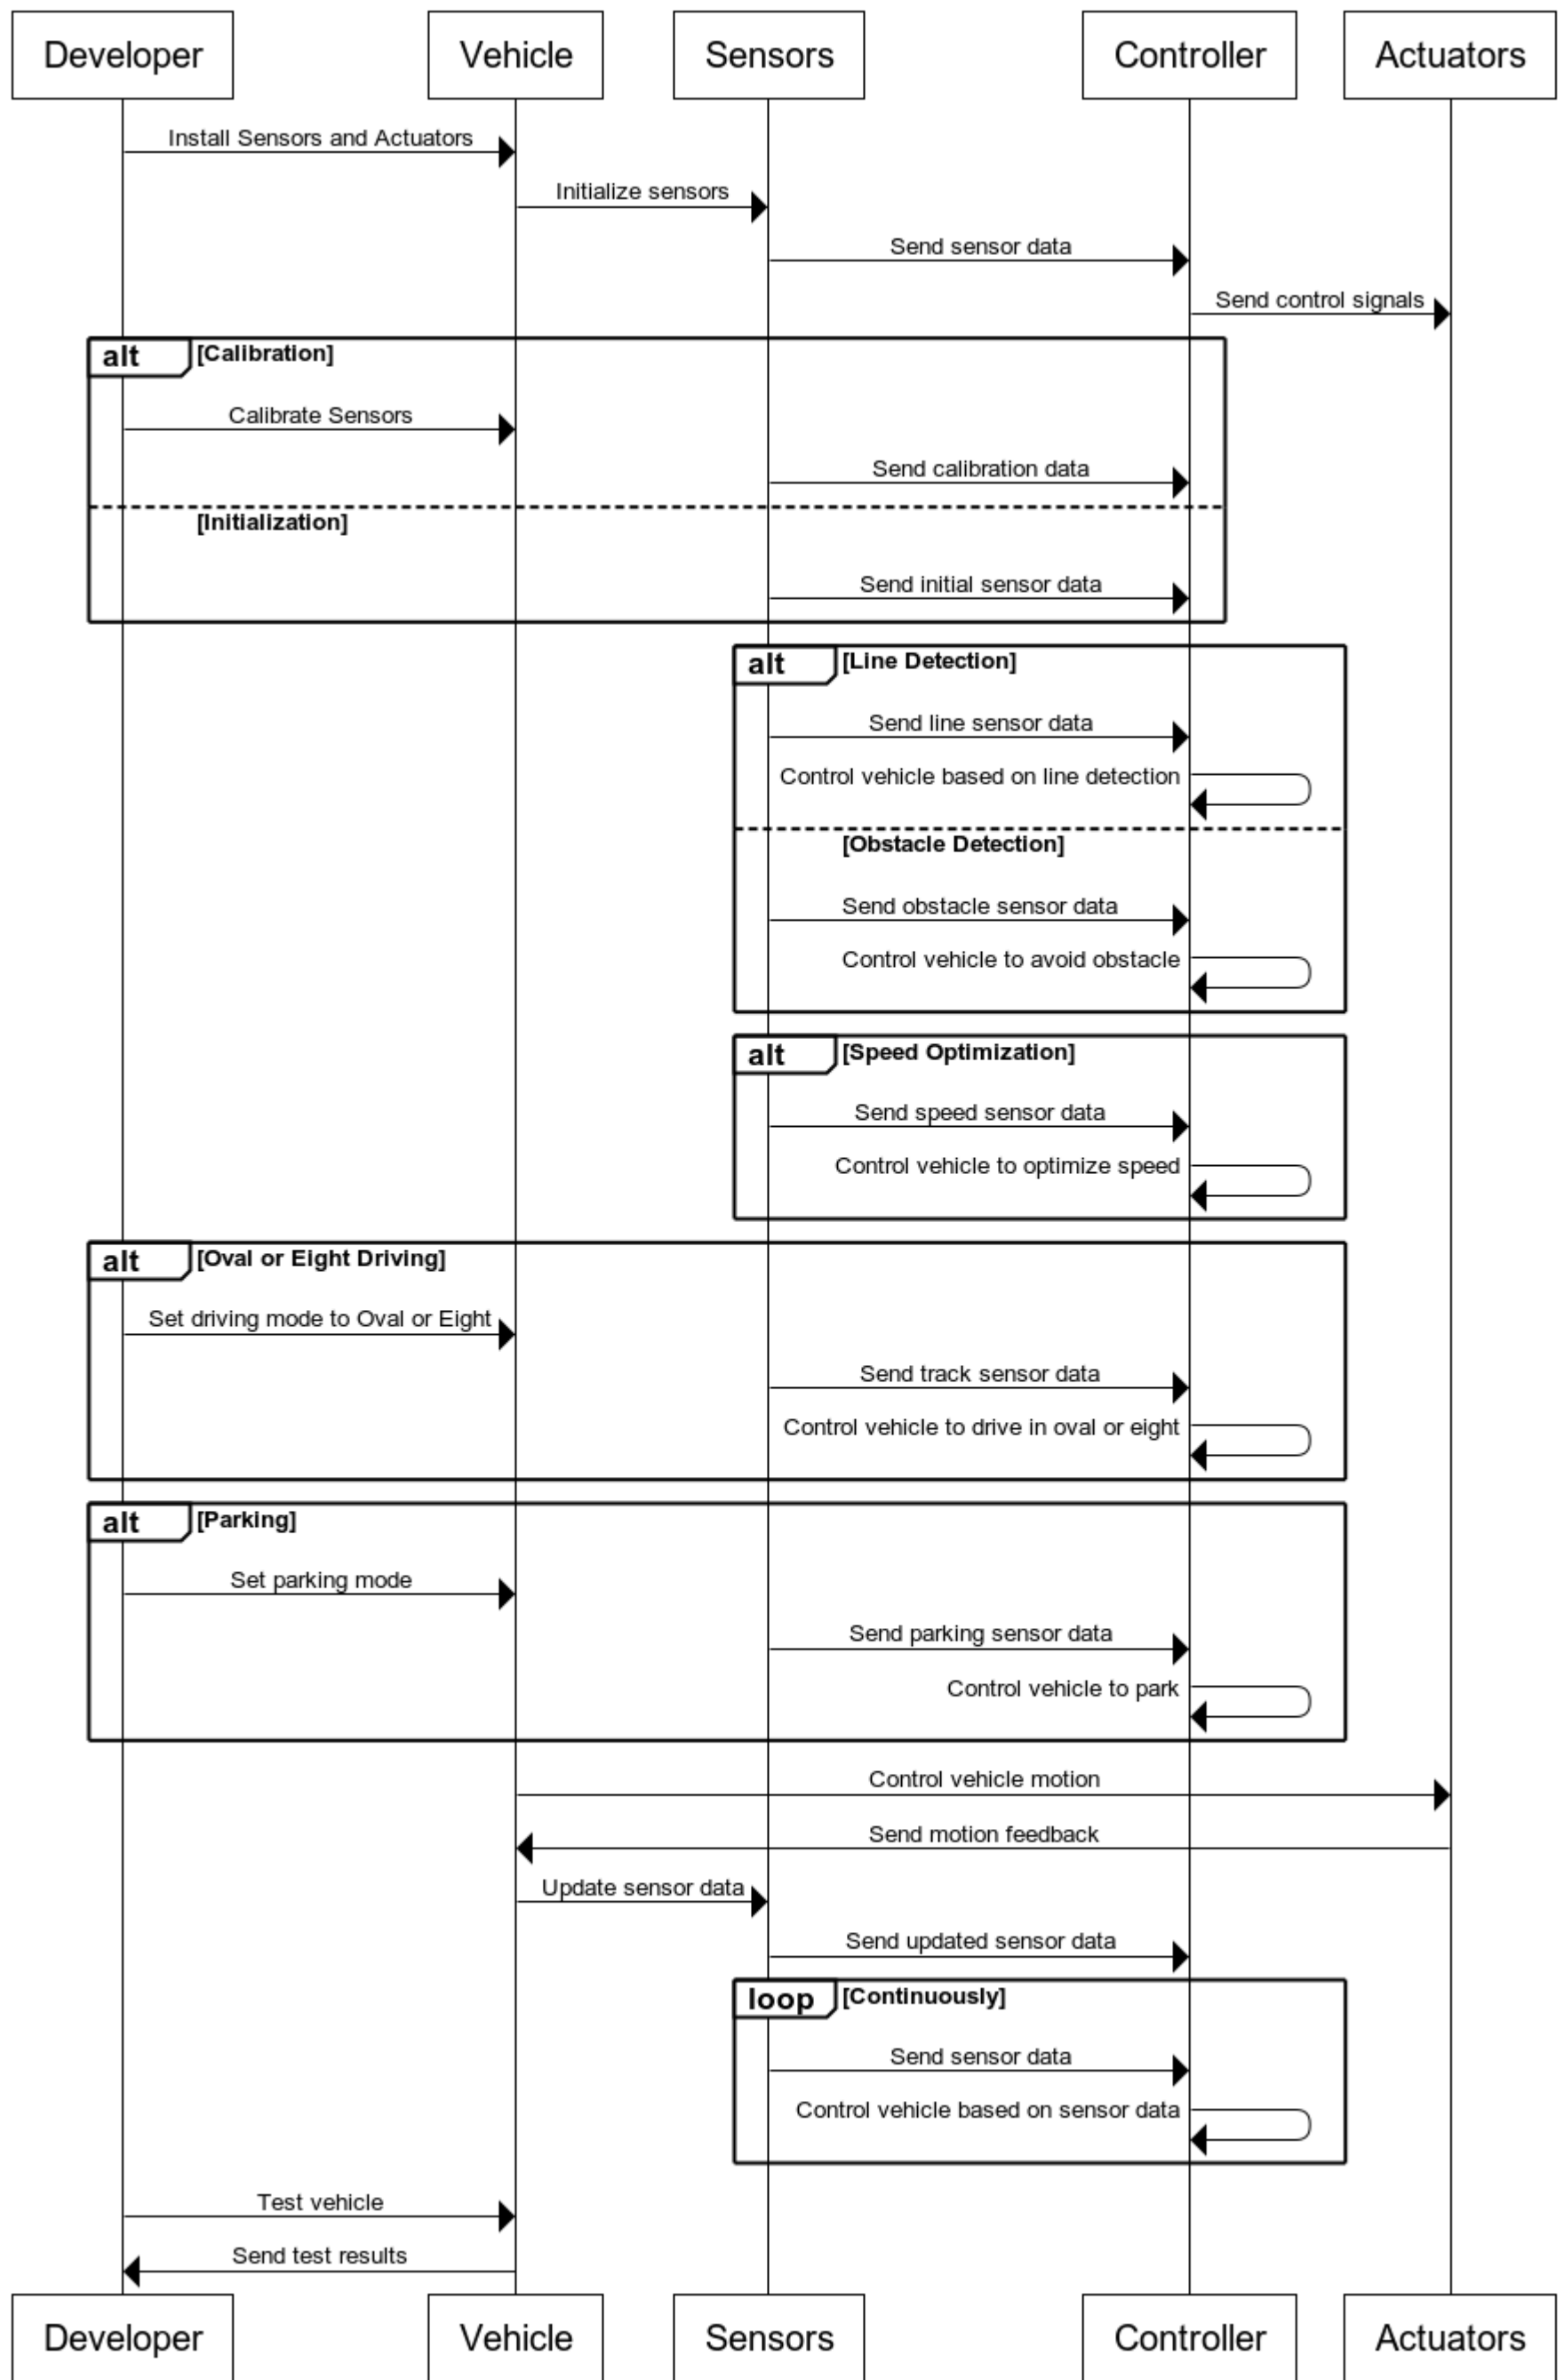 Developer
Vehicle
Sensors
Controller
Actuators
Install Sensors and Actuators
Initialize sensors
Send sensor data
Send control signals
alt [Calibration]
Calibrate Sensors
Send calibration data
[Initialization]
Send initial sensor data
alt [Line Detection]
Send line sensor data
Control vehicle based on line detection
[Obstacle Detection]
Send obstacle sensor data
Control vehicle to avoid obstacle
alt [Speed Optimization]
Send speed sensor data
Control vehicle to optimize speed
alt [Oval or Eight Driving]
Set driving mode to Oval or Eight
Send track sensor data
Control vehicle to drive in oval or eight
alt [Parking]
Set parking mode
Send parking sensor data
Control vehicle to park
Control vehicle motion
Send motion feedback
Update sensor data
Send updated sensor data
loop [Continuously]
Send sensor data
Control vehicle based on sensor data
Test vehicle
Send test results
Developer
Vehicle
Sensors
Controller
Actuators